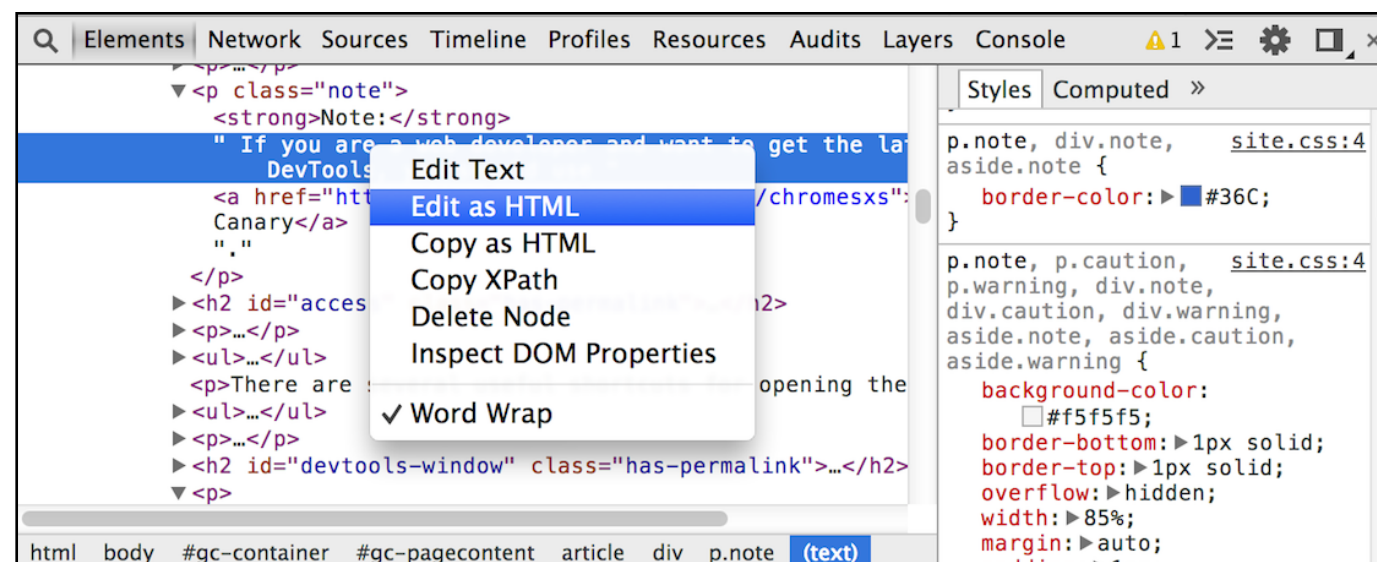 Elements Network Sources Timeline Profiles Resources Audits Layers Console 1
▶<p>…</p>
▼<p class="note">
<strong>Note:</strong>
" If you are a web developer and want to get the la
DevTools
<a href="htt /chromesxs">
Canary</a>
"."
</p>
▶<h2 id="access" </h2>
▶<p>…</p>
▶<ul>…</ul>
<p>There are several useful shortcuts for opening the
▶<ul>…</ul>
▶<p>…</p>
▶<h2 id="devtools-window" class="has-permalink">…</h2>
▼<p>
Edit Text
Edit as HTML
Copy as HTML
Copy XPath
Delete Node
Inspect DOM Properties
✓ Word Wrap
html body #gc-container #gc-pagecontent article div p.note (text)
Styles Computed »
}
p.note, div.note, site.css:4
aside.note {
border-color:▶ #36C;
}
p.note, p.caution, site.css:4
p.warning, div.note,
div.caution, div.warning,
aside.note, aside.caution,
aside.warning {
background-color:
#f5f5f5;
border-bottom:▶1px solid;
border-top:▶1px solid;
overflow:▶hidden;
width:▶85%;
margin:▶auto;